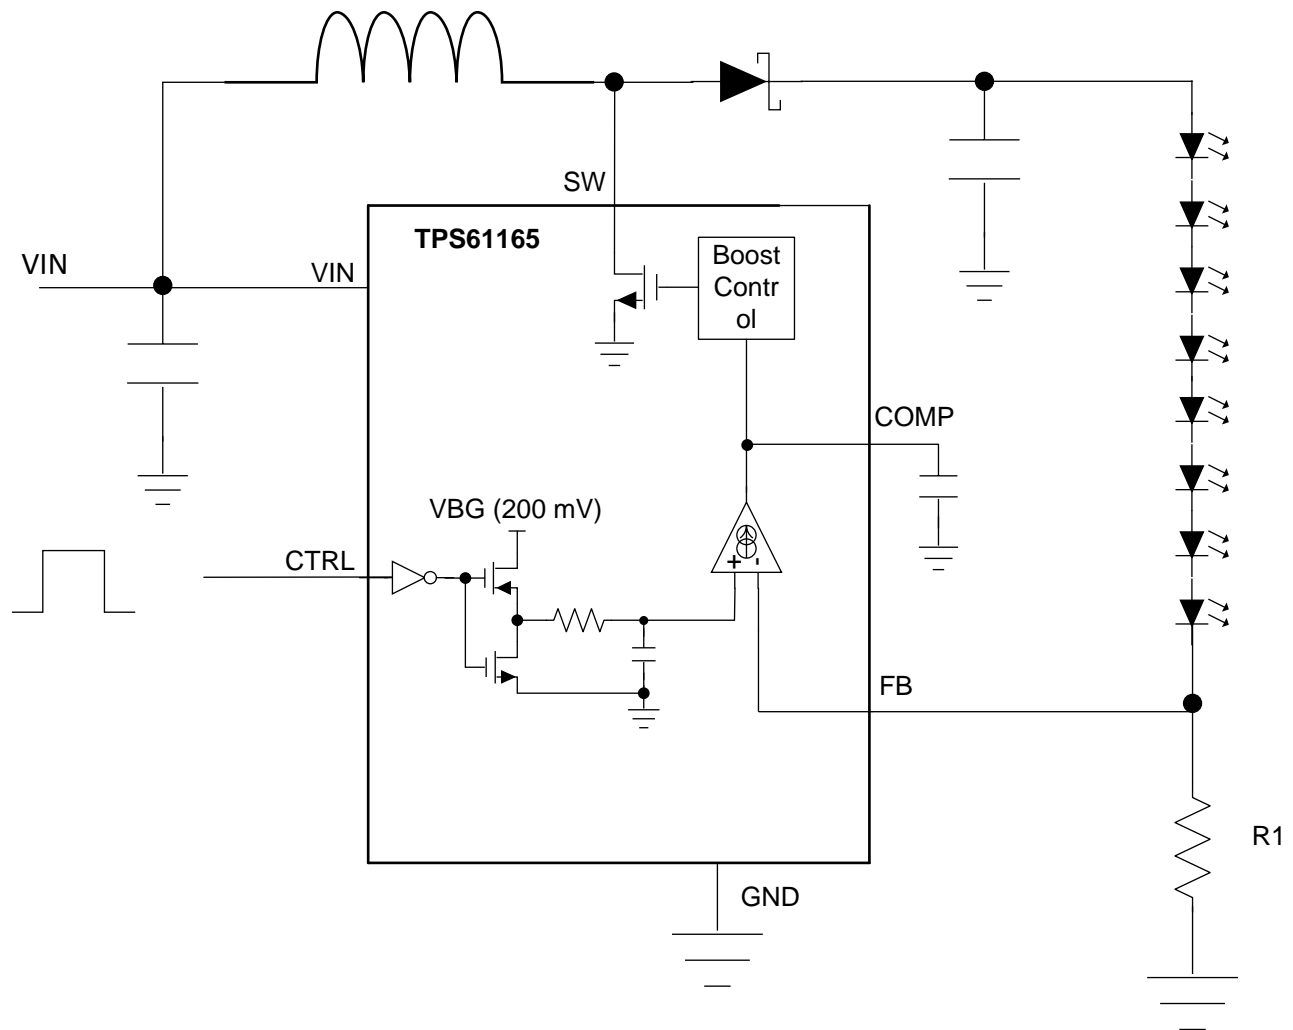 SW
TPS61165
Boost
Contr
ol
VIN
VIN
COMP
VBG (200 mV)
CTRL
+ -
FB
R1
GND